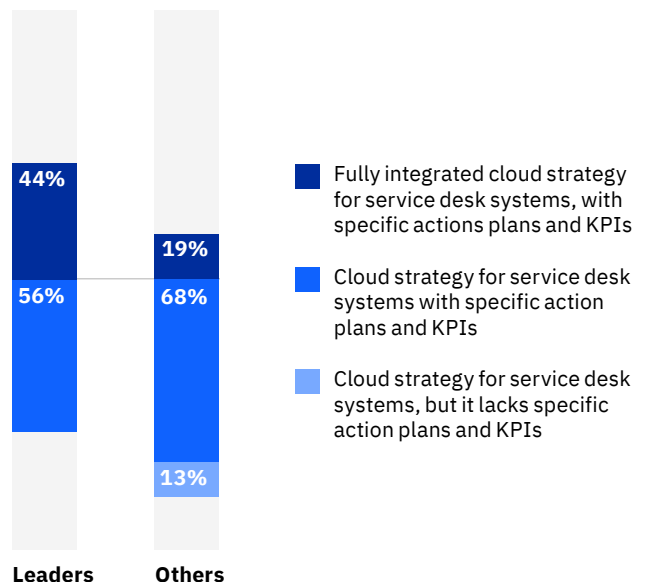 44%
56%
19%
68%
13%
Leaders
Others
Fully integrated cloud strategy
for service desk systems, with
specific actions plans and KPIs
Cloud strategy for service desk
systems with specific action
plans and KPIs
Cloud strategy for service desk
systems, but it lacks specific
action plans and KPIs